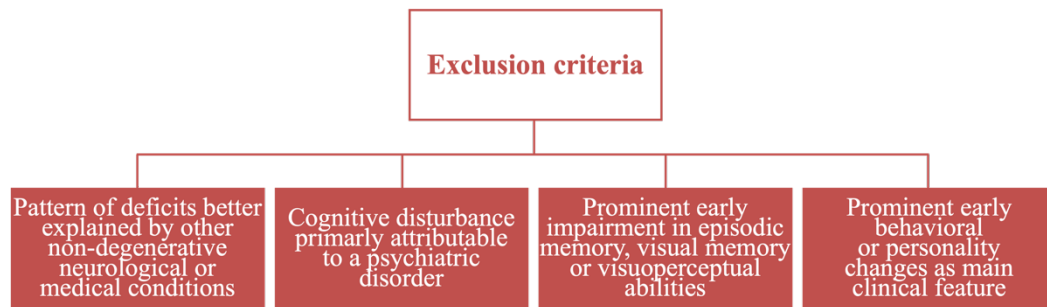 Exclusion criteria
Pattern of deficits better
explained by other
non-degenerative
neurological or
medical conditions
Cognitive disturbance
primarly attributable
to a psychiatric
disorder
Prominent early
impairment in episodic
memory, visual memory
or visuoperceptual
abilities
Prominent early
behavioral
or personality
changes as main
clinical feature